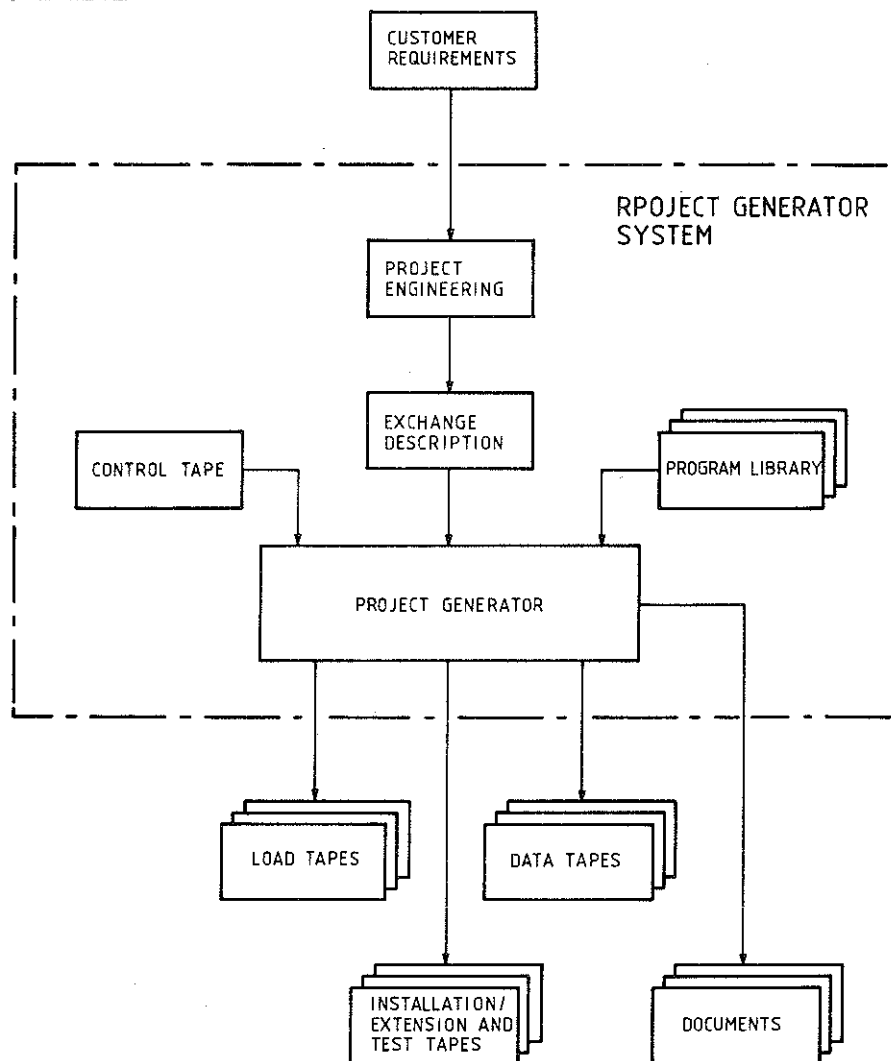 CUSTOMER
REQUIREMENTS
RPOJECT GENERATOR
SYSTEM
PROJECT
ENGINEERING
EXCHANGE
DESCRIPTION
CONTROL TAPE
PROGRAM LIBRARY
PROJECT GENERATOR
LOAD TAPES
DATA TAPES
INSTALLATION/
EXTENSION AND
TEST TAPES
DOCUMENTS